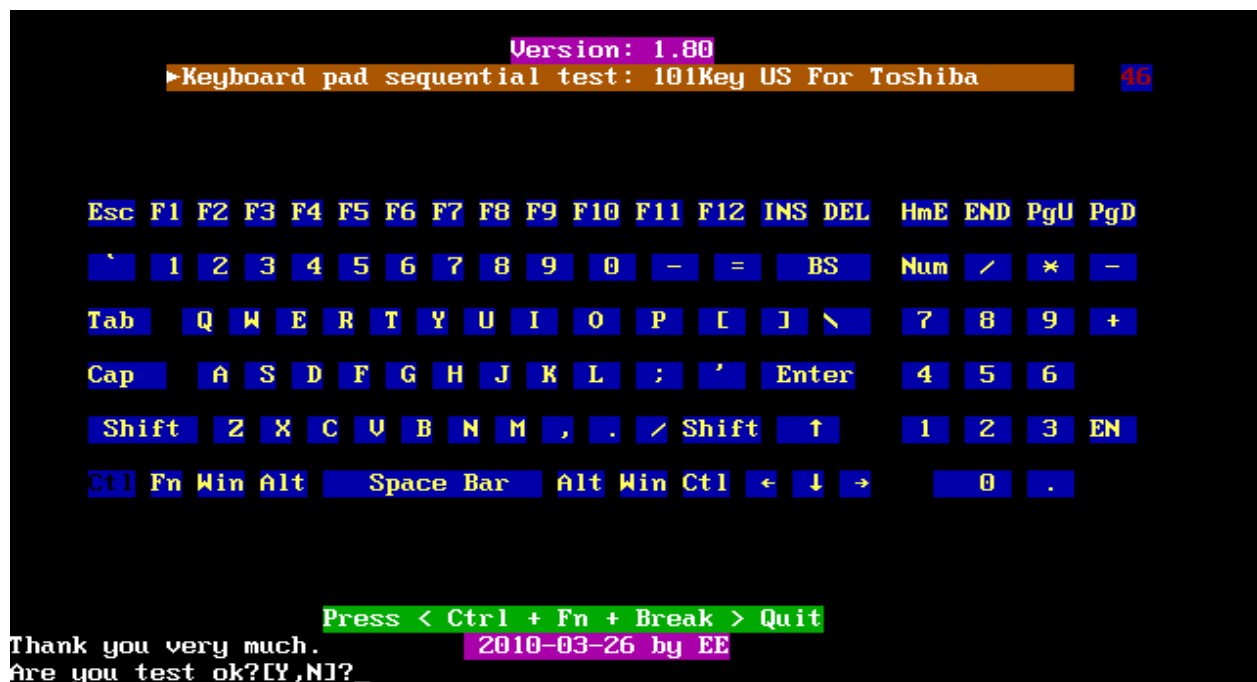 Version: 1.80
►Keyboard pad sequential test: 101Key US For Toshiba 46
Esc F1 F2 F3 F4 F5 F6 F7 F8 F9 F10 F11 F12 INS DEL HmE END PgU PgD
` 1 2 3 4 5 6 7 8 9 0 - = BS Num / * -
Tab Q W E R T Y U I O P [ ] \ 7 8 9 +
Cap A S D F G H J K L ; ' Enter 4 5 6
Shift Z X C V B N M , . / Shift ↑ 1 2 3 EN
Ctl Fn Win Alt Space Bar Alt Win Ctl ← ↓ → 0 .
Press < Ctrl + Fn + Break > Quit
Thank you very much. 2010-03-26 by EE
Are you test ok?[Y,N]?_